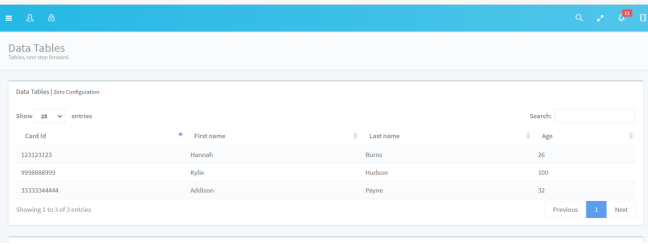 11
Data Tables
Tables, one step forward.
Data Tables | Zero Configuration
Show 25 entries Search:
Card Id First name Last name Age
123123123 Hannah Burns 26
9998888999 Kylie Hudson 100
33333344444 Addison Payne 32
Showing 1 to 3 of 3 entries Previous 1 Next